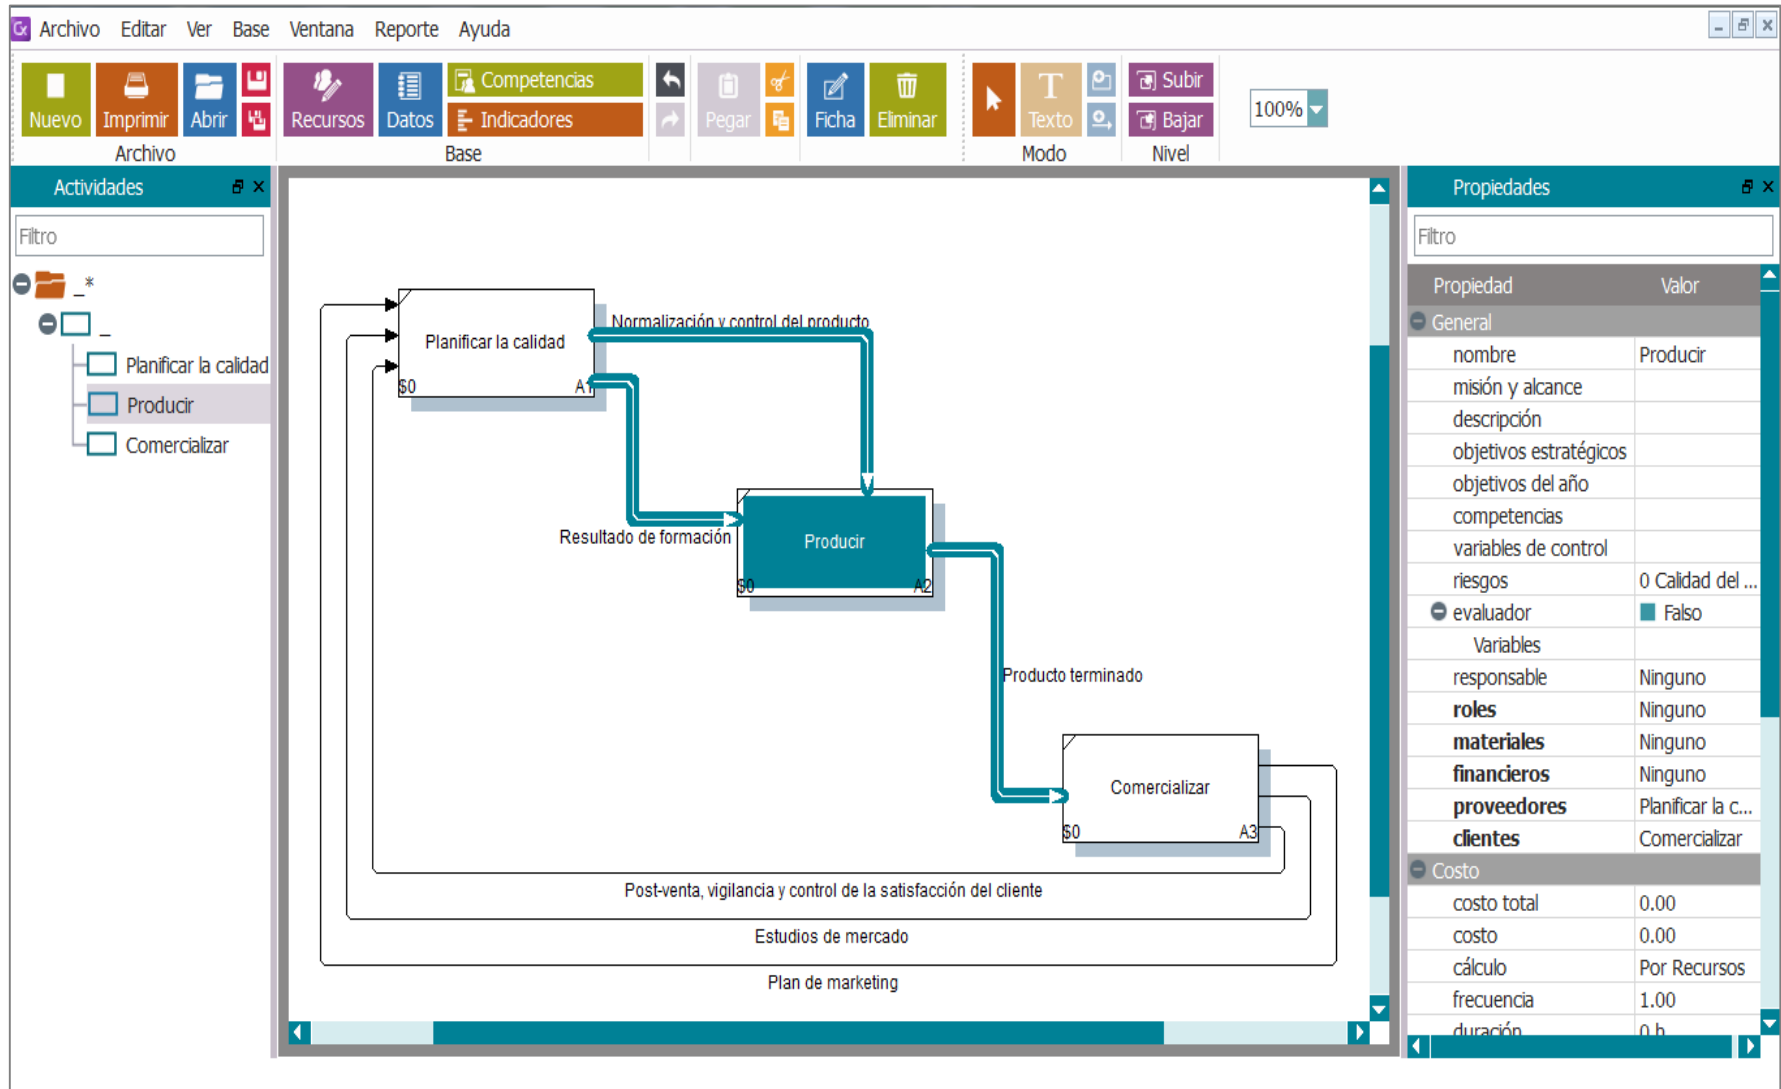 Gx Archivo Editar Ver Base Ventana Reporte Ayuda
Nuevo Imprimir Abrir Recursos Datos Competencias Indicadores Pegar Ficha Eliminar T Texto Subir Bajar 100%
Archivo Base Modo Nivel
Actividades
Filtro
_*
_
Planificar la calidad
Producir
Comercializar
Planificar la calidad
$0 A1
Normalización y control del producto
Resultado de formación
Producir
$0 A2
Producto terminado
Comercializar
$0 A3
Post-venta, vigilancia y control de la satisfacción del cliente
Estudios de mercado
Plan de marketing
Propiedades
Filtro
Propiedad Valor
General
nombre Producir
misión y alcance
descripción
objetivos estratégicos
objetivos del año
competencias
variables de control
riesgos 0 Calidad del ...
evaluador Falso
Variables
responsable Ninguno
roles Ninguno
materiales Ninguno
financieros Ninguno
proveedores Planificar la c...
clientes Comercializar
Costo
costo total 0.00
costo 0.00
cálculo Por Recursos
frecuencia 1.00
duración 0 h